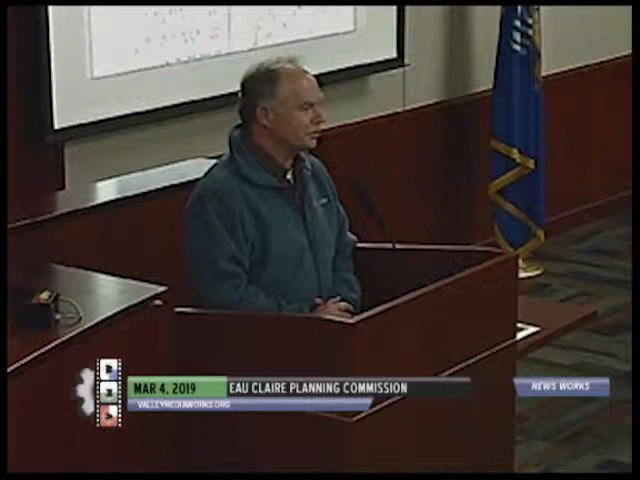 MAR 4, 2019 EAU CLAIRE PLANNING COMMISSION NEWS WORKS
VALLEYMEDIAWORKS.ORG